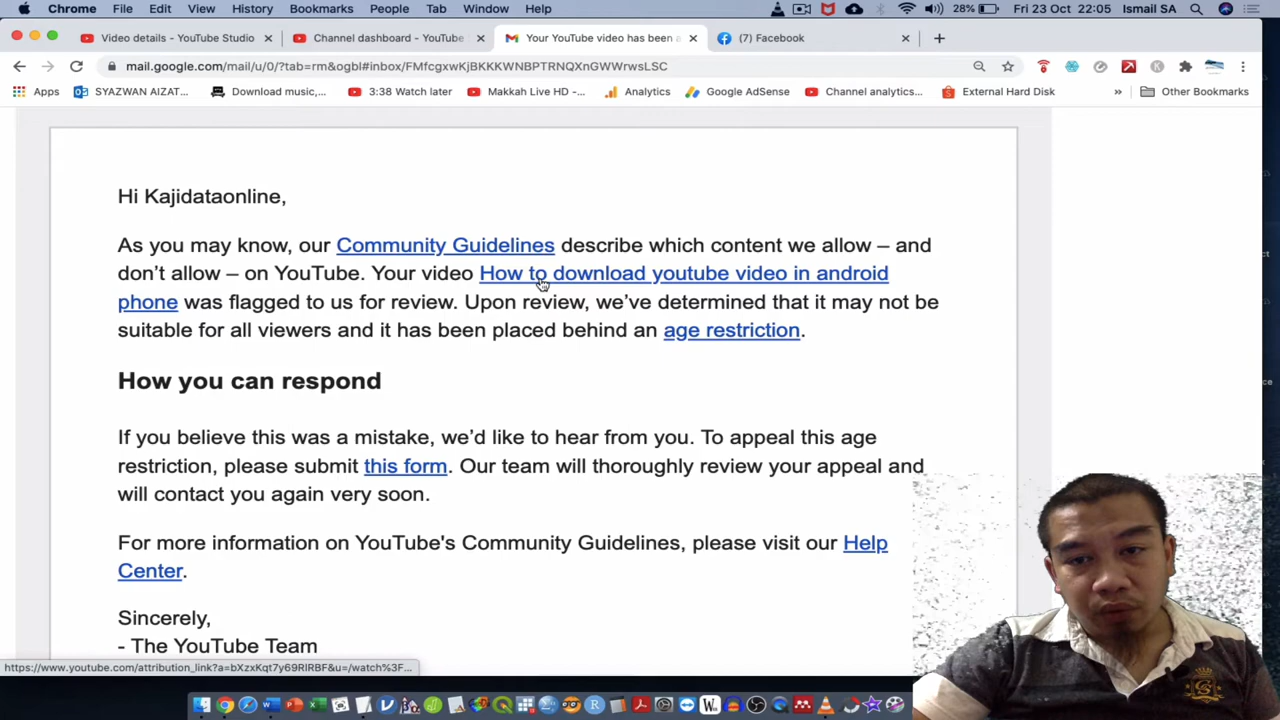 Chrome File Edit View History Bookmarks People Tab Window Help 28% Fri 23 Oct 22:05 Ismail SA
Video details - YouTube Studio Channel dashboard - YouTube Your YouTube video has been a (7) Facebook
mail.google.com/mail/u/0/?tab=rm&ogbl#inbox/FMfcgxwKjBKKKWNBPTRNQXnGWWrwsLSC
Apps SYAZWAN AIZAT... Download music,... 3:38 Watch later Makkah Live HD -... Analytics Google AdSense Channel analytics... External Hard Disk » Other Bookmarks
Hi Kajidataonline,
As you may know, our Community Guidelines describe which content we allow – and
don’t allow – on YouTube. Your video How to download youtube video in android
phone was flagged to us for review. Upon review, we’ve determined that it may not be
suitable for all viewers and it has been placed behind an age restriction.
How you can respond
If you believe this was a mistake, we’d like to hear from you. To appeal this age
restriction, please submit this form. Our team will thoroughly review your appeal and
will contact you again very soon.
For more information on YouTube's Community Guidelines, please visit our Help
Center.
Sincerely,
- The YouTube Team
https://www.youtube.com/attribution_link?a=bXzxKqt7y69RIRBF&u=/watch%3F...